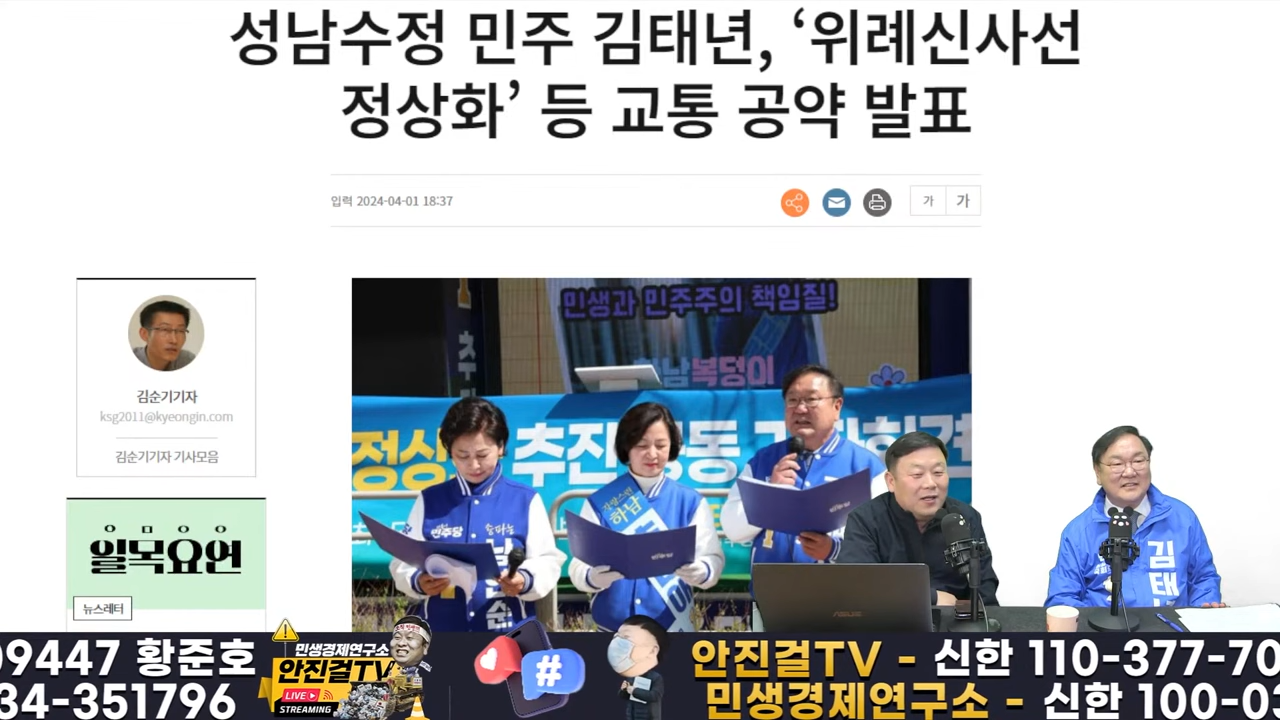 성남수정 민주 김태년, ‘위례신사선
정상화’ 등 교통 공약 발표
입력 2024-04-01 18:37
가 가
김순기기자
ksg2011@kyeongin.com
김순기기자 기사모음
일목요연
뉴스레터
민생과 민주주의 책임질!
복덩이
정상
추진
민주당
하남
김태
ASUS
09447 황준호
34-351796
민생경제연구소
안진걸TV
LIVE
STREAMING
#
안진걸TV - 신한 110-377-70
민생경제연구소 - 신한 100-03